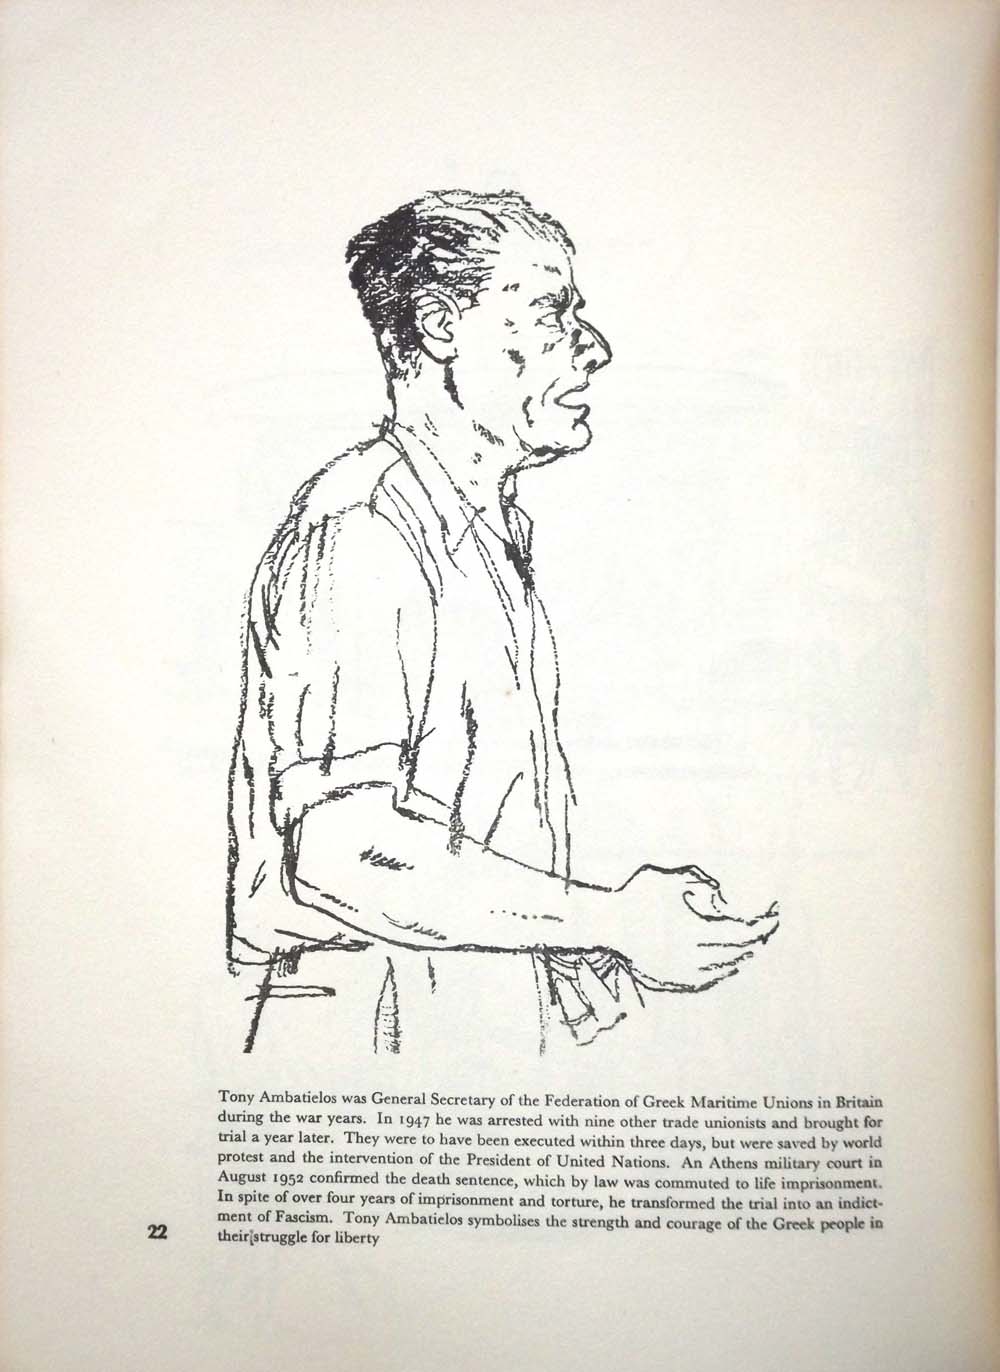 Tony Ambatielos was General Secretary of the Federation of Greek Maritime Unions in Britain
during the war years. In 1947 he was arrested with nine other trade unionists and brought for
trial a year later. They were to have been executed within three days, but were saved by world
protest and the intervention of the President of United Nations. An Athens military court in
August 1952 confirmed the death sentence, which by law was commuted to life imprisonment.
In spite of over four years of imprisonment and torture, he transformed the trial into an indict-
ment of Fascism. Tony Ambatielos symbolises the strength and courage of the Greek people in
their struggle for liberty
22